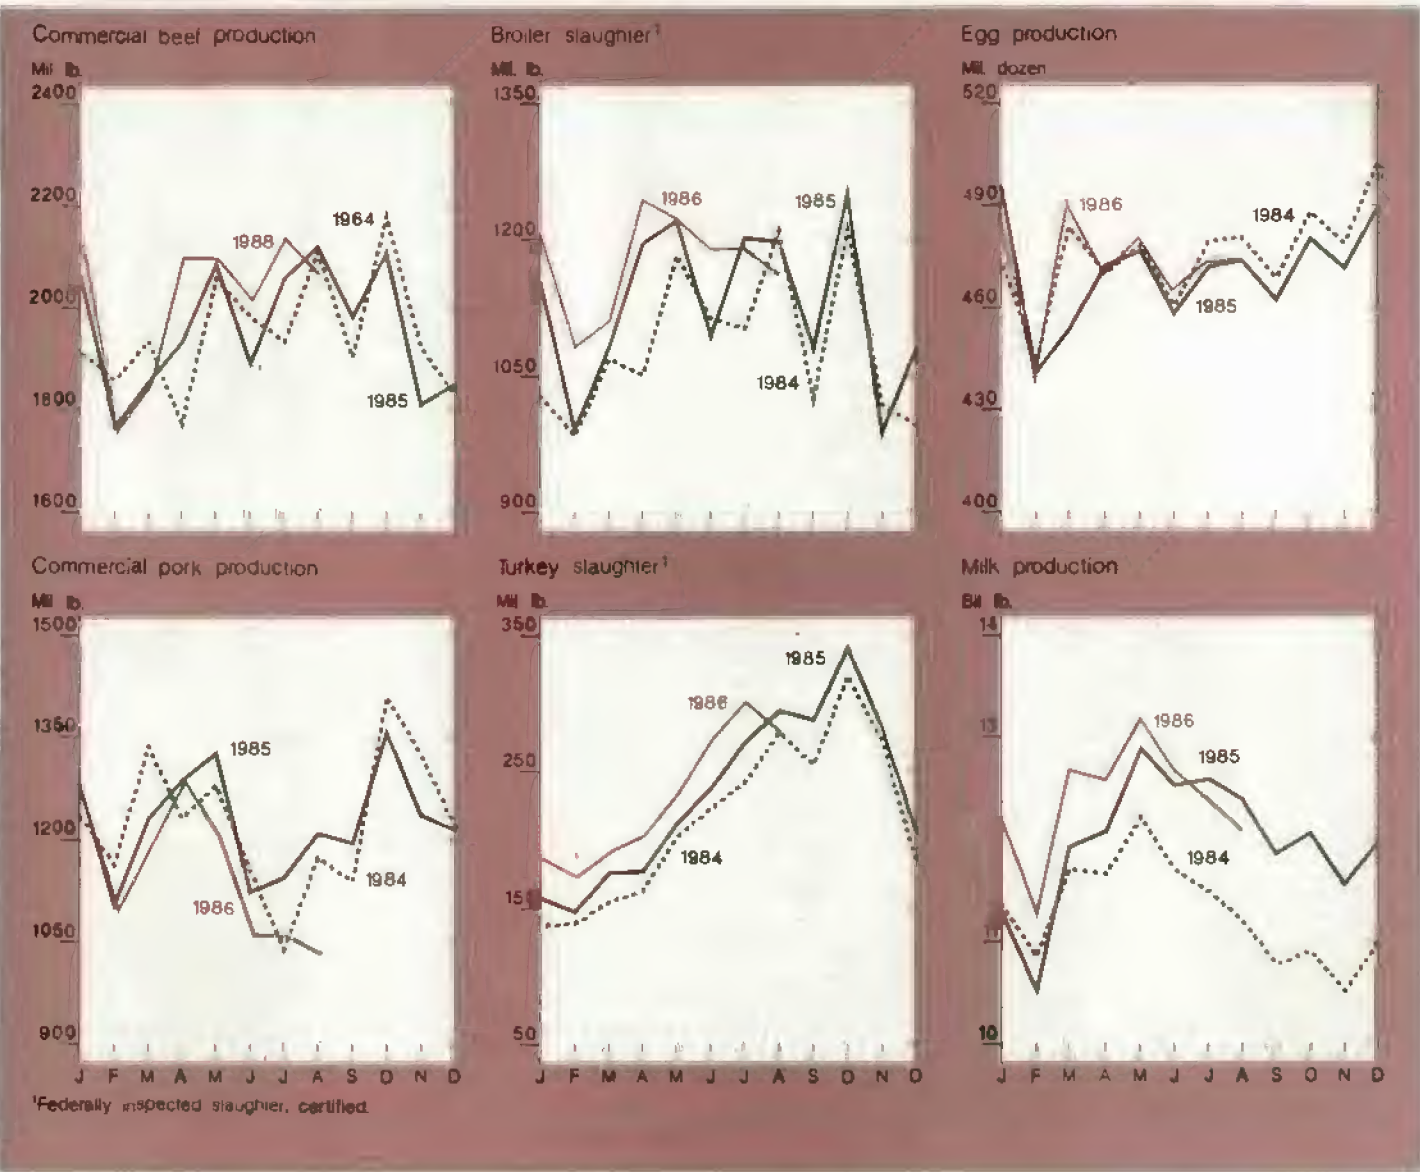 Commercial beef production
Mil lb.
2400
2200
2000
1800
1600
1964
1988
1985
Broiler slaughter¹
Mil. lb.
1350
1200
1050
900
1986
1985
1984
Egg production
Mil. dozen
520
490
460
430
400
1986
1984
1985
Commercial pork production
Mil lb.
1500
1350
1200
1050
900
1985
1984
1986
J F M A M J J A S O N D
Turkey slaughter¹
Mil lb.
350
250
150
50
1985
1986
1984
J F M A M J J A S O N D
Milk production
Bil lb.
14
13
11
10
1986
1985
1984
J F M A M J J A S O N D
¹Federally inspected slaughter, certified.